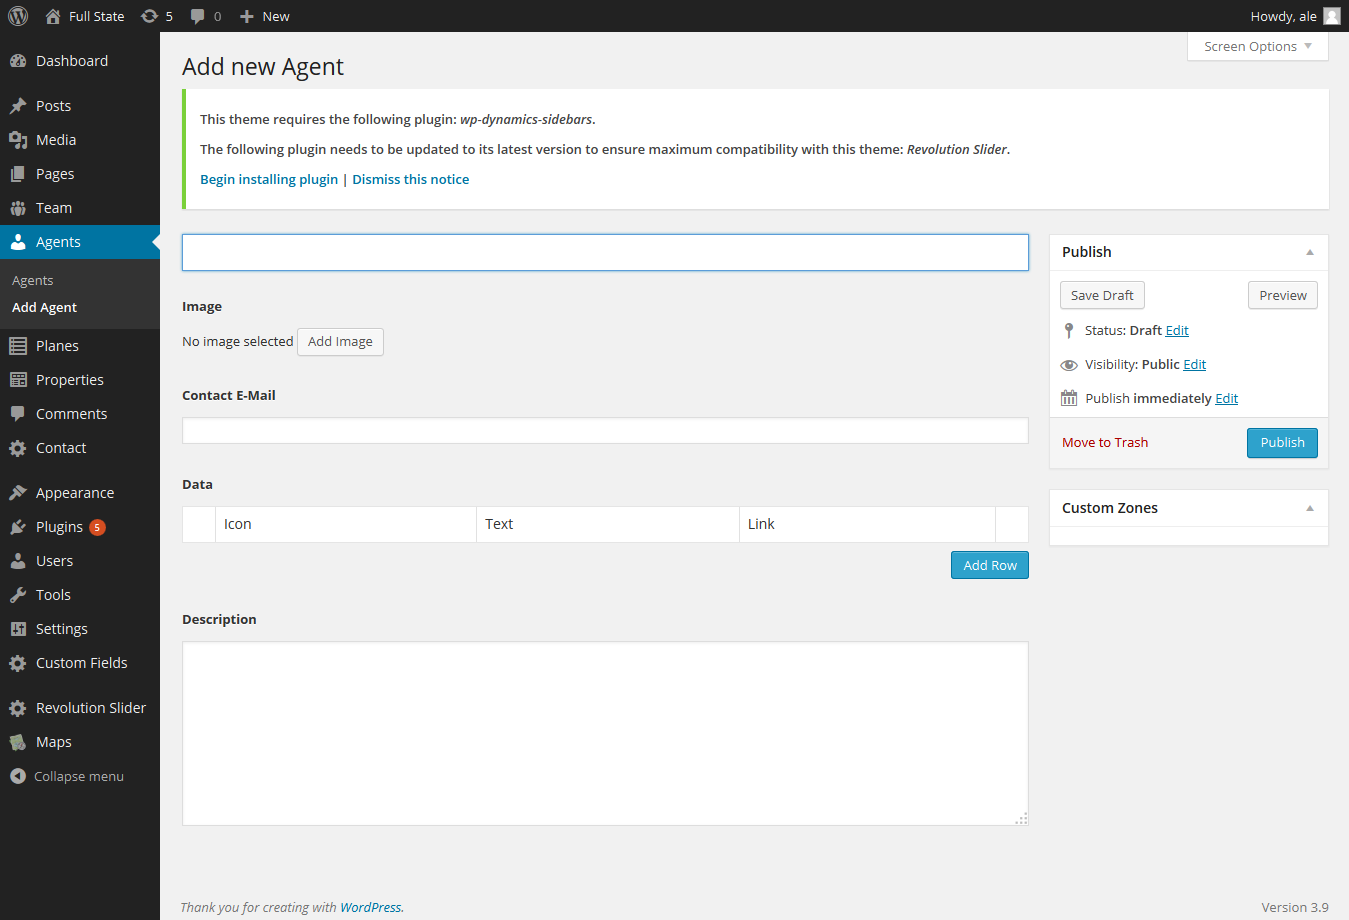 Full State 5 0 New Howdy, ale
Screen Options
Dashboard
Posts
Media
Pages
Team
Agents
Agents
Add Agent
Planes
Properties
Comments
Contact
Appearance
Plugins 5
Users
Tools
Settings
Custom Fields
Revolution Slider
Maps
Collapse menu
Add new Agent
This theme requires the following plugin: wp-dynamics-sidebars.
The following plugin needs to be updated to its latest version to ensure maximum compatibility with this theme: Revolution Slider.
Begin installing plugin | Dismiss this notice
Image
No image selected Add Image
Contact E-Mail
Data
Icon Text Link
Add Row
Description
Publish
Save Draft Preview
Status: Draft Edit
Visibility: Public Edit
Publish immediately Edit
Move to Trash Publish
Custom Zones
Thank you for creating with WordPress. Version 3.9